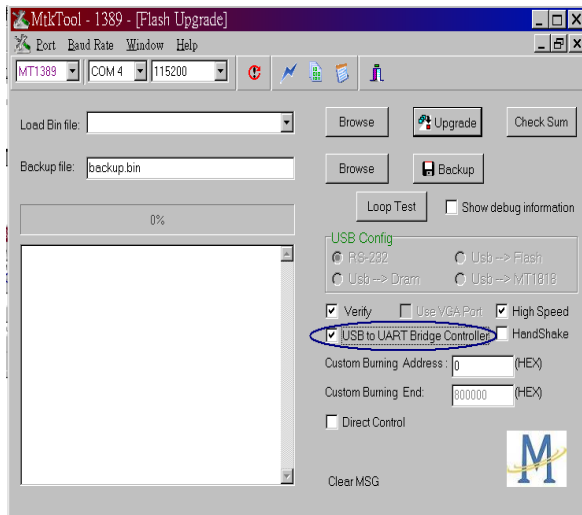 MtkTool - 1389 - [Flash Upgrade]
Port Baud Rate Window Help
MT1389 COM 4 115200
Load Bin file: Browse Upgrade Check Sum
Backup file: backup.bin Browse Backup
Loop Test Show debug information
0%
USB Config
RS-232 Usb --> Flash
Usb --> Dram Usb --> MT1818
Verify Use VGA Port High Speed
USB to UART Bridge Controller HandShake
Custom Burning Address : 0 (HEX)
Custom Burning End: 800000 (HEX)
Direct Control
M
Clear MSG